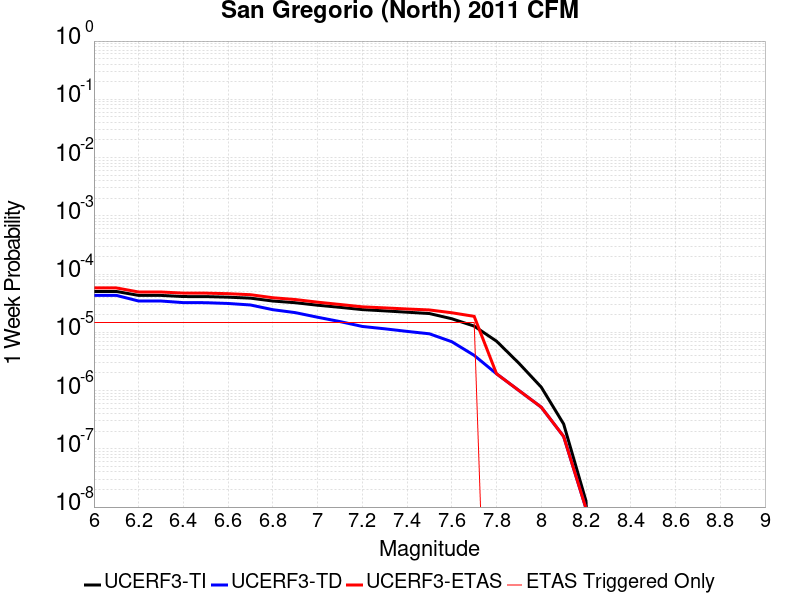 San Gregorio (North) 2011 CFM
10^0
10^-1
10^-2
10^-3
10^-4
10^-5
10^-6
10^-7
10^-8
1 Week Probability
6 6.2 6.4 6.6 6.8 7 7.2 7.4 7.6 7.8 8 8.2 8.4 8.6 8.8 9
Magnitude
UCERF3-TI UCERF3-TD UCERF3-ETAS ETAS Triggered Only